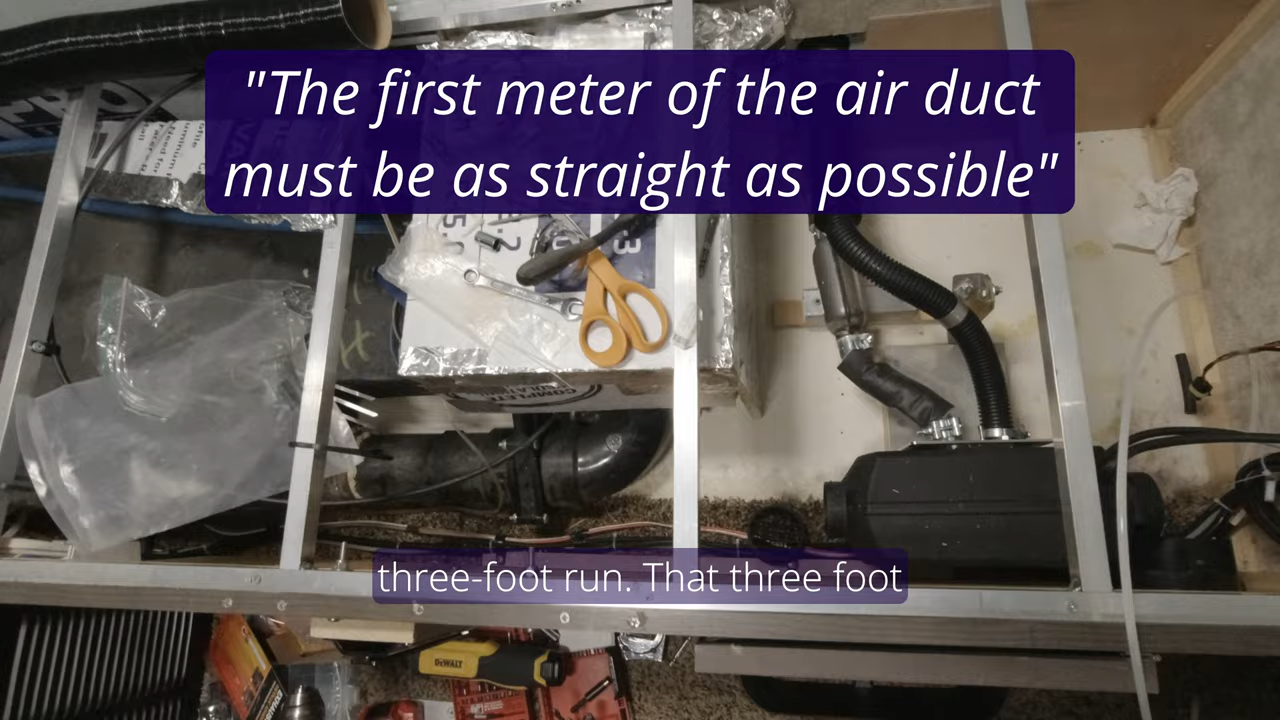 "The first meter of the air duct
must be as straight as possible"
COMPLETE
three-foot run. That three foot
DEWALT